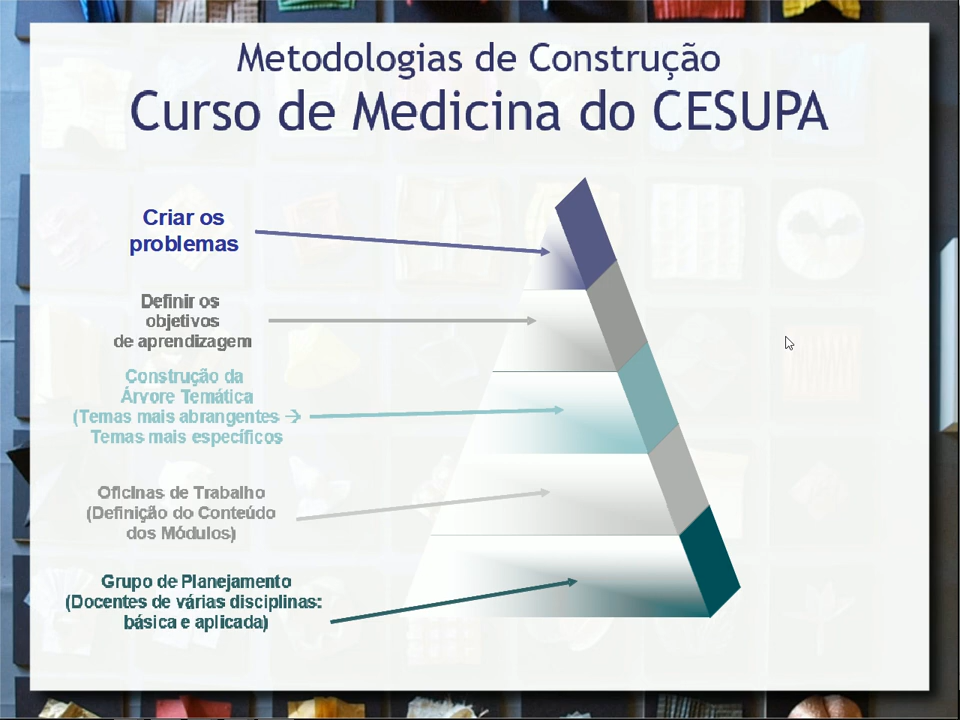 Metodologias de Construção
Curso de Medicina do CESUPA
Criar os
problemas
Definir os
objetivos
de aprendizagem
Construção da
Árvore Temática
(Temas mais abrangentes →
Temas mais específicos
Oficinas de Trabalho
(Definição do Conteúdo
dos Módulos)
Grupo de Planejamento
(Docentes de várias disciplinas:
básica e aplicada)